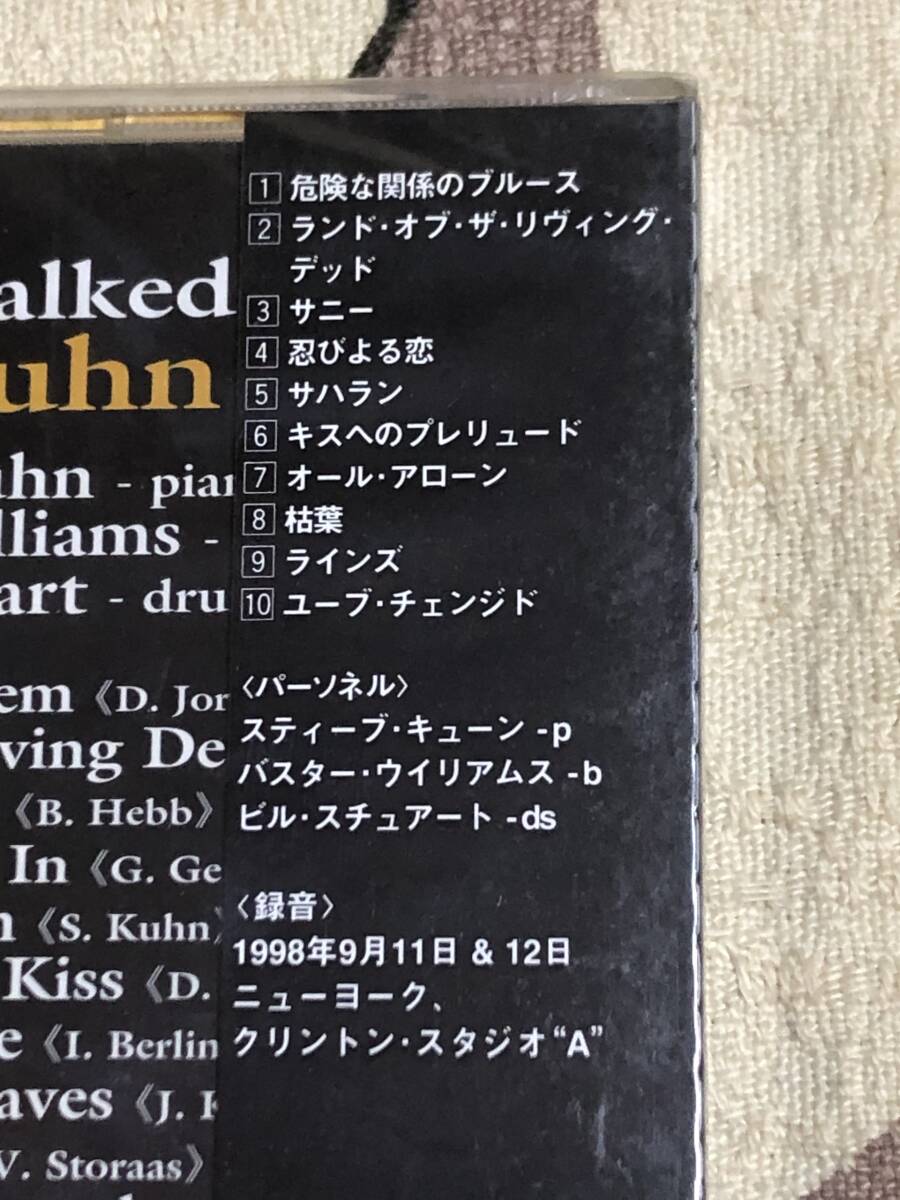 alked
uhn
uhn - pian
lliams -
art - dru
em《D. Jor
ving De
《B. Hebb》
In《G. Ge
n《S. Kuhn》
Kiss《D.
e《I. Berlin
aves《J. K
V. Storaas》
1 危険な関係のブルース
2 ランド・オブ・ザ・リヴィング・
デッド
3 サニー
4 忍びよる恋
5 サハラン
6 キスへのプレリュード
7 オール・アローン
8 枯葉
9 ラインズ
10 ユーブ・チェンジド
〈パーソネル〉
スティーブ・キューン -p
バスター・ウイリアムス -b
ビル・スチュアート -ds
〈録音〉
1998年9月11日 & 12日
ニューヨーク、
クリントン・スタジオ“A”